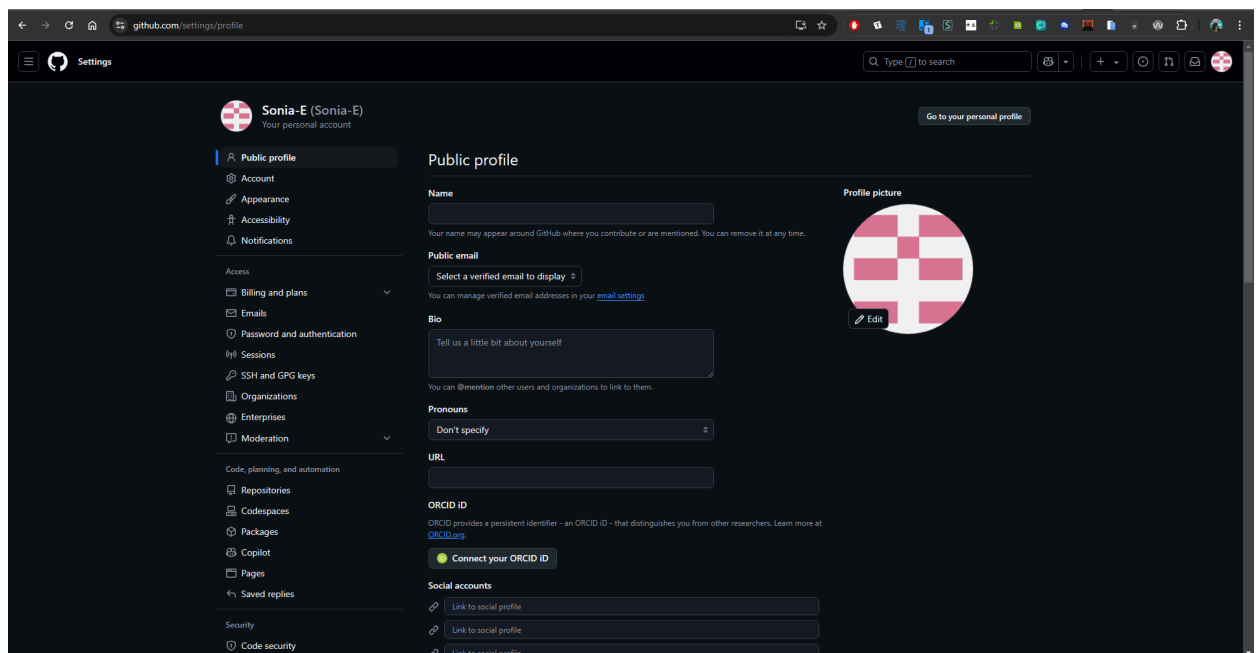 github.com/settings/profile
Settings
Type / to search
Sonia-E (Sonia-E)
Your personal account
Go to your personal profile
Public profile
Account
Appearance
Accessibility
Notifications
Access
Billing and plans
Emails
Password and authentication
Sessions
SSH and GPG keys
Organizations
Enterprises
Moderation
Code, planning, and automation
Repositories
Codespaces
Packages
Copilot
Pages
Saved replies
Security
Code security
Public profile
Name
Your name may appear around GitHub where you contribute or are mentioned. You can remove it at any time.
Public email
Select a verified email to display
You can manage verified email addresses in your email settings
Bio
Tell us a little bit about yourself
You can @mention other users and organizations to link to them.
Pronouns
Don't specify
URL
ORCID iD
ORCID provides a persistent identifier - an ORCID iD - that distinguishes you from other researchers. Learn more at
ORCID.org.
Connect your ORCID iD
Social accounts
Link to social profile
Link to social profile
Link to social profile
Profile picture
Edit